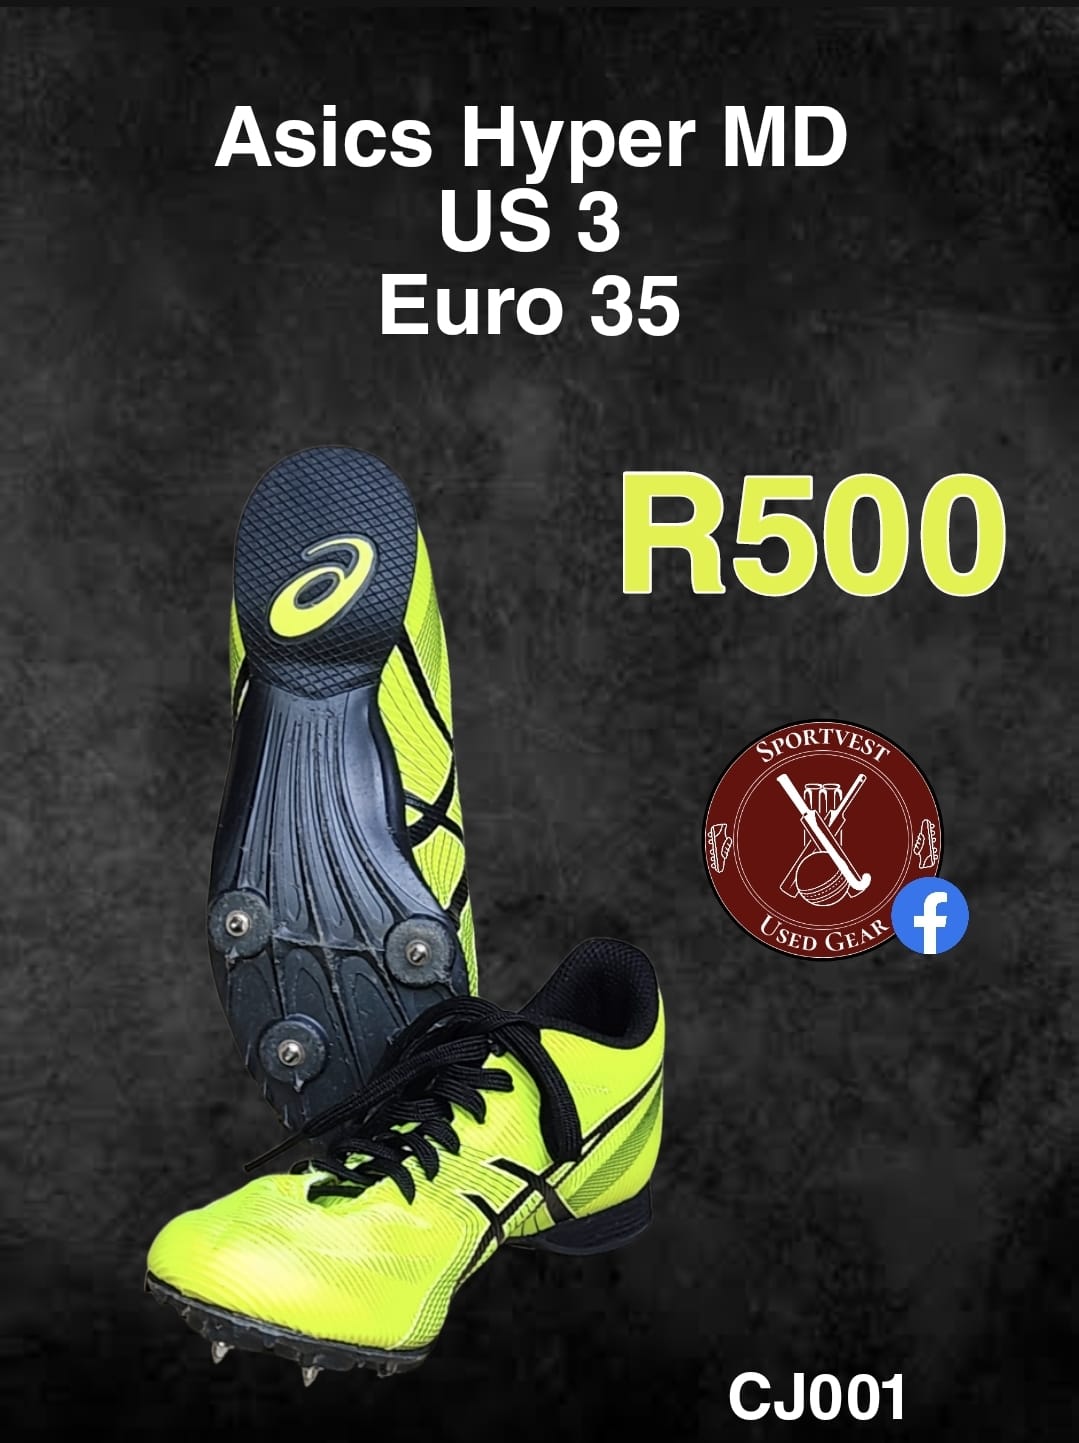 Asics Hyper MD
US 3
Euro 35
R500
SPORTVEST
USED GEAR
f
CJ001